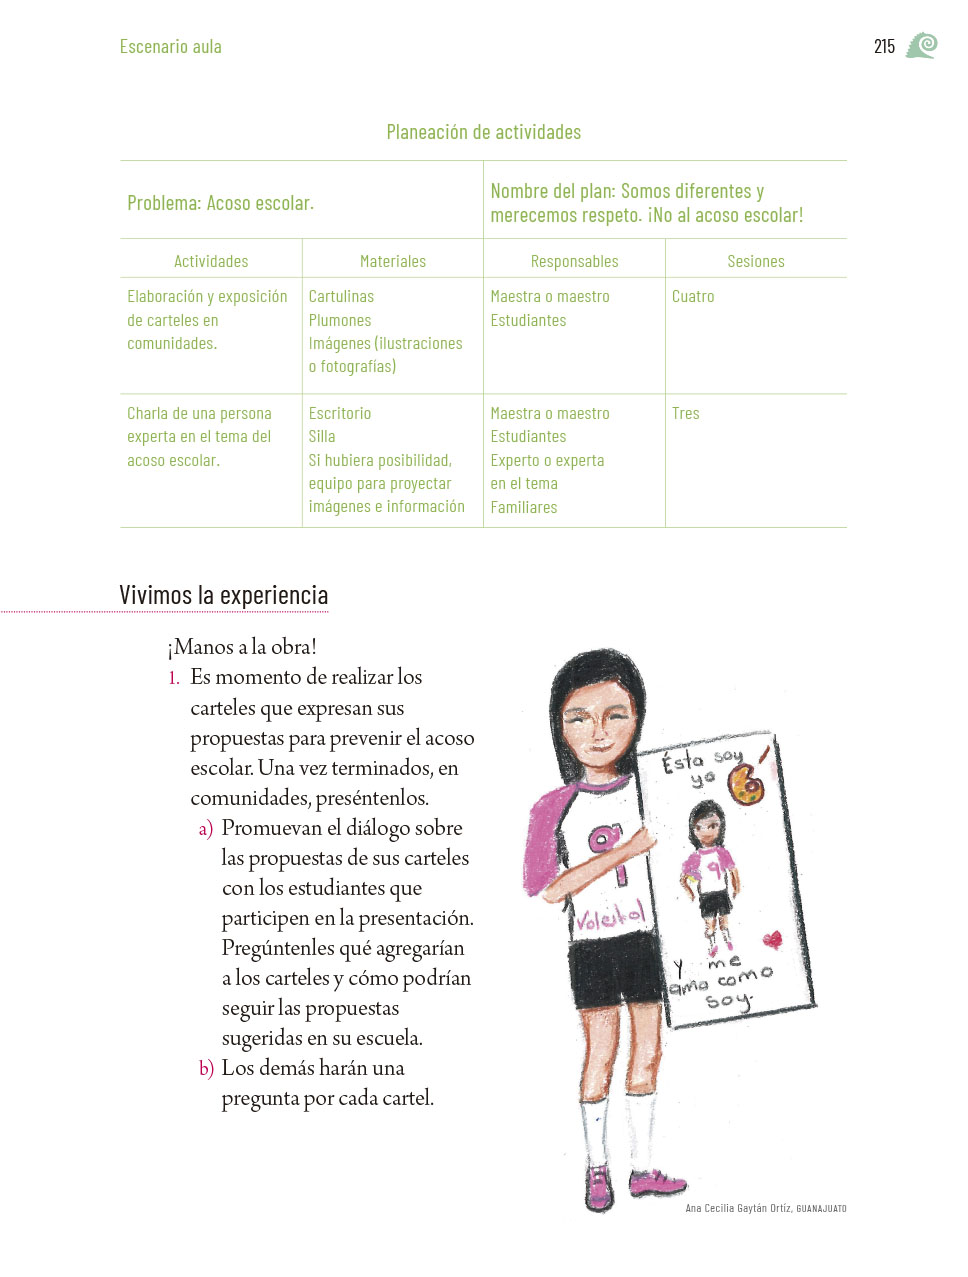 Escenario aula
215
Planeación de actividades
Problema: Acoso escolar.
Nombre del plan: Somos diferentes y
merecemos respeto. ¡No al acoso escolar!
Actividades
Materiales
Responsables
Sesiones
Elaboración y exposición
de carteles en
comunidades.
Cartulinas
Plumones
Imágenes (ilustraciones
o fotografías)
Maestra o maestro
Estudiantes
Cuatro
Charla de una persona
experta en el tema del
acoso escolar.
Escritorio
Silla
Si hubiera posibilidad,
equipo para proyectar
imágenes e información
Maestra o maestro
Estudiantes
Experto o experta
en el tema
Familiares
Tres
Vivimos la experiencia
¡Manos a la obra!
1. Es momento de realizar los
carteles que expresan sus
propuestas para prevenir el acoso
escolar. Una vez terminados, en
comunidades, preséntenlos.
a) Promuevan el diálogo sobre
las propuestas de sus carteles
con los estudiantes que
participen en la presentación.
Pregúntenles qué agregarían
a los carteles y cómo podrían
seguir las propuestas
sugeridas en su escuela.
b) Los demás harán una
pregunta por cada cartel.
Ésta soy
yo
9
9
Y me
amo como
soy.
Ana Cecilia Gaytán Ortíz, GUANAJUATO